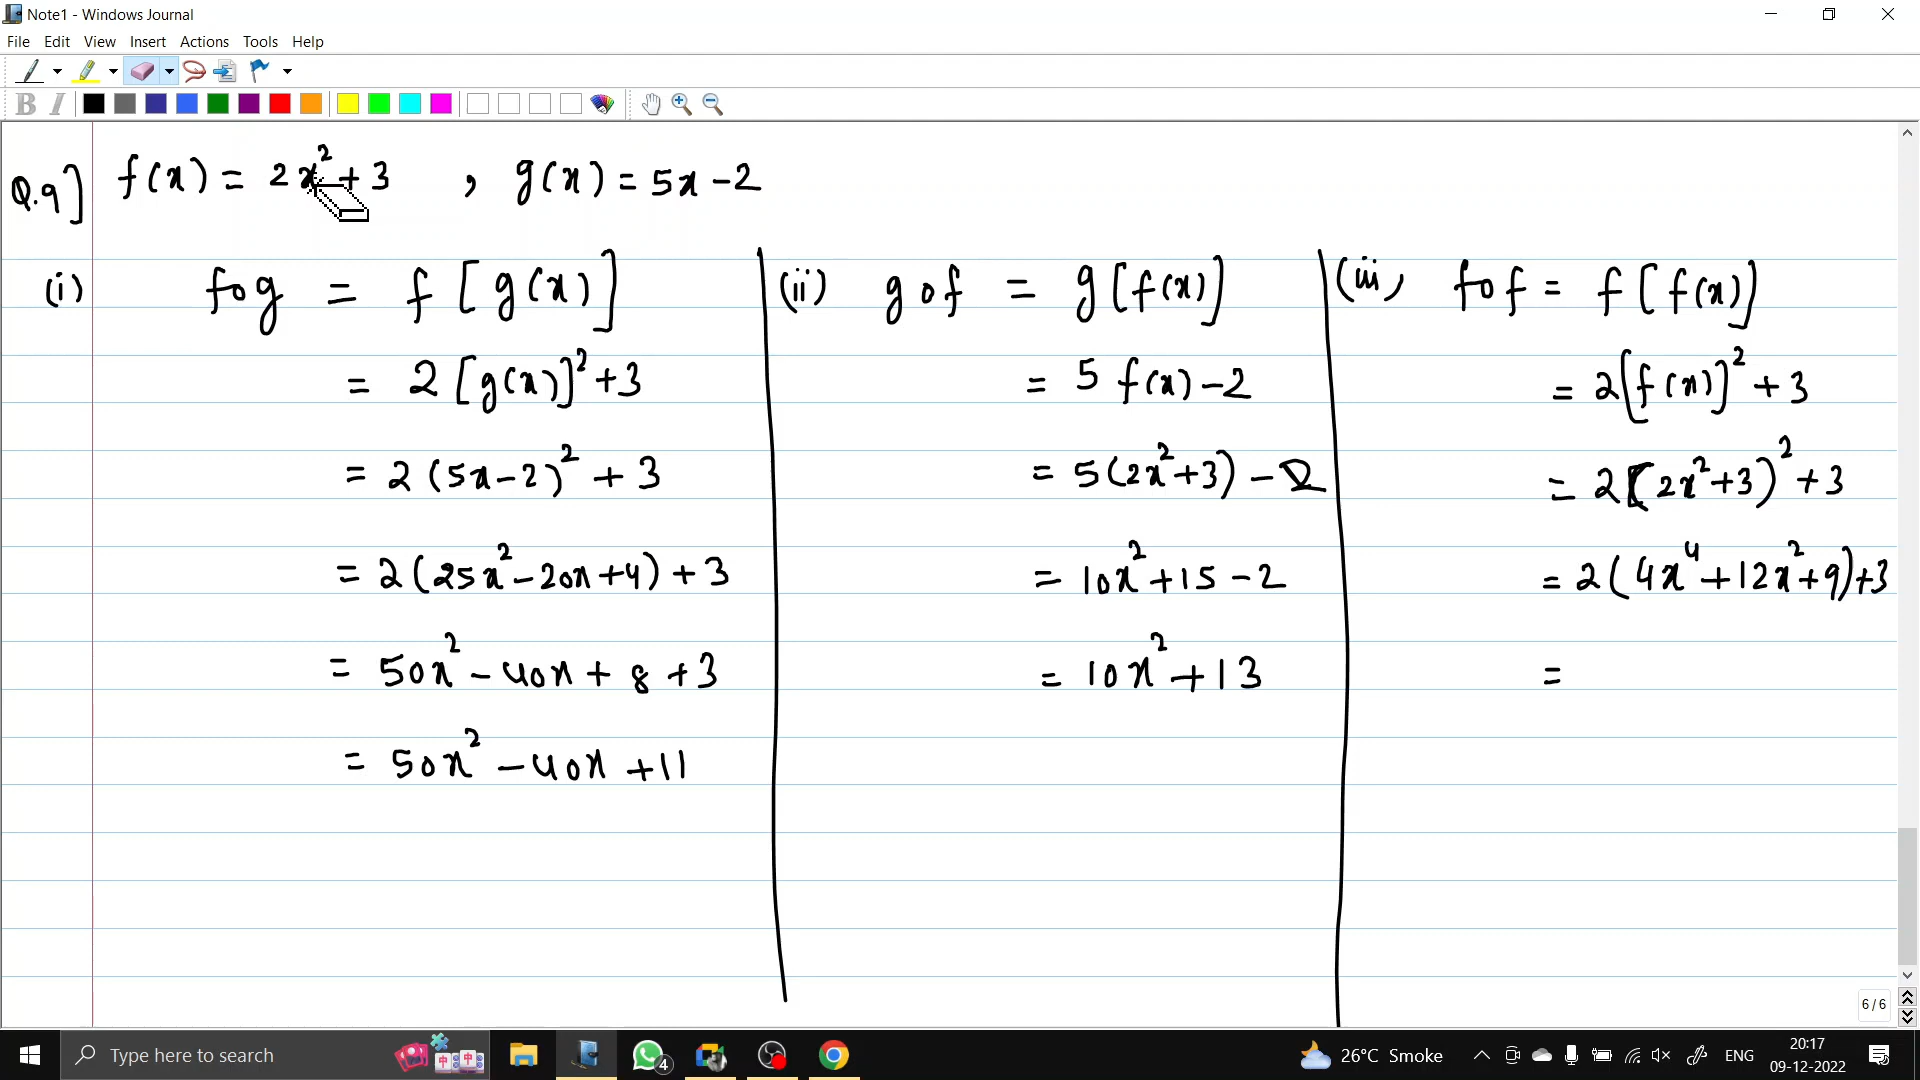 Note1 - Windows Journal
File Edit View Insert Actions Tools Help
B I
Q.9] f(x) = 2x² + 3 , g(x) = 5x - 2
(i) fog = f[g(x)]
= 2[g(x)]² + 3
= 2(5x-2)² + 3
= 2(25x² - 20x + 4) + 3
= 50x² - 40x + 8 + 3
= 50x² - 40x + 11
(ii) gof = g[f(x)]
= 5 f(x) - 2
= 5(2x² + 3) - 2
= 10x² + 15 - 2
= 10x² + 13
(iii) fof = f[f(x)]
= 2[f(x)]² + 3
= 2(2x² + 3)² + 3
= 2(4x⁴ + 12x² + 9) + 3
=
6 / 6
Type here to search
4
26°C Smoke
ENG
20:17
09-12-2022